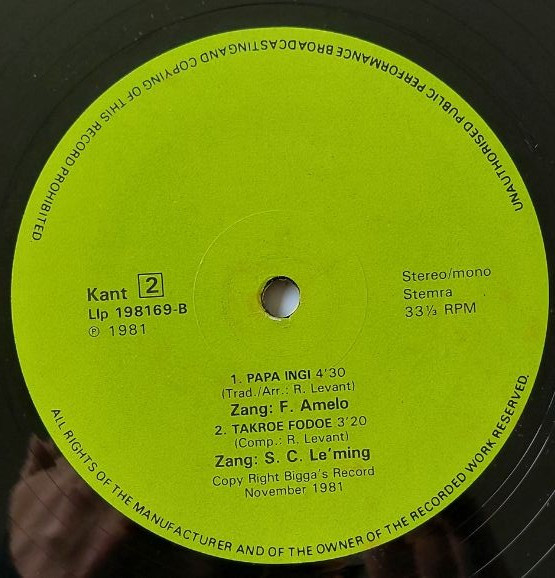 UNAUTHORISED PUBLIC PERFORMANCE BROADCASTING AND COPYING OF THIS RECORD PROHIBITED
Kant 2
Llp 198169-B
℗ 1981
Stereo/mono
Stemra
33⅓ RPM
1. PAPA INGI 4'30
(Trad./Arr.: R. Levant)
Zang: F. Amelo
2. TAKROE FODOE 3'20
(Comp.: R. Levant)
Zang: S. C. Le'ming
Copy Right Bigga's Record
November 1981
ALL RIGHTS OF THE MANUFACTURER AND OF THE OWNER OF THE RECORDED WORK RESERVED.